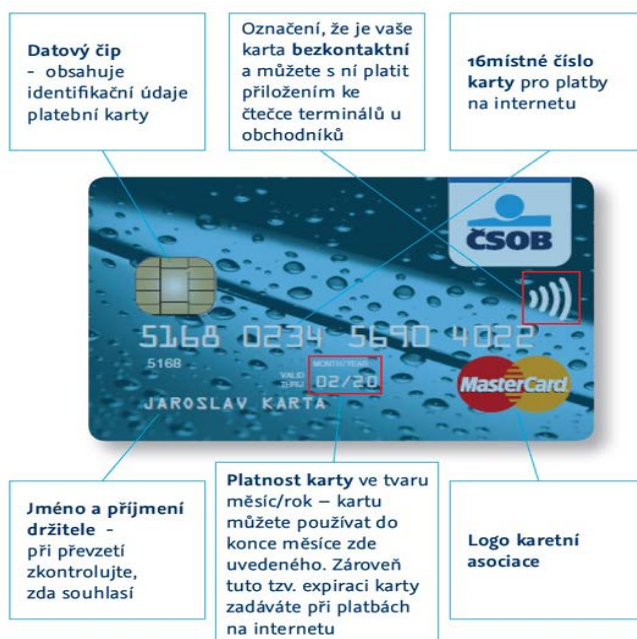 Datový čip
- obsahuje
identifikační údaje
platební karty
Označení, že je vaše
karta bezkontaktní
a můžete s ní platit
přiložením ke
čtečce terminálů u
obchodníků
16místné číslo
karty pro platby
na internetu
ČSOB
5168 0234 5690 4022
5168
MONTH/YEAR
VALID
THRU
02/20
JAROSLAV KARTA
MasterCard
Jméno a příjmení
držitele -
při převzetí
zkontrolujte,
zda souhlasí
Platnost karty ve tvaru
měsíc/rok – kartu
můžete používat do
konce měsíce zde
uvedeného. Zároveň
tuto tzv. expiraci karty
zadáváte při platbách
na internetu
Logo karetní
asociace